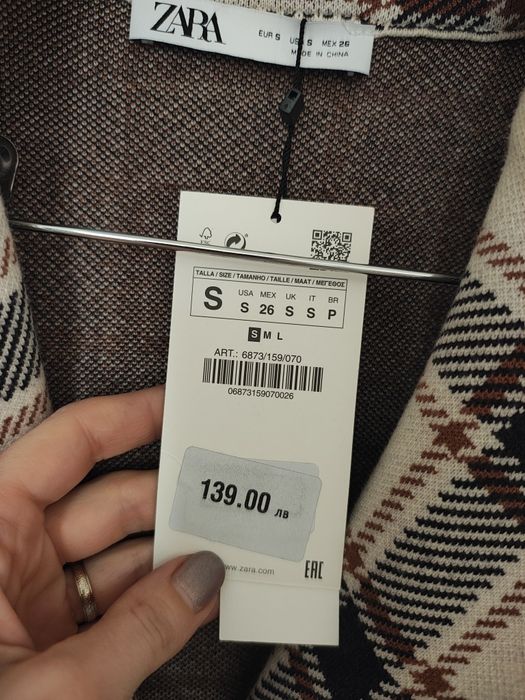 ZARA
EUR S USA S MEX 26
MADE IN CHINA
TALLA / SIZE / TAMANHO / TAILLE / MAAT / ΜΕΓΕΘΟΣ
S
USA MEX UK IT BR
S 26 S S P
S M L
ART.: 6873/159/070
06873159070026
139.00 лв
www.zara.com
EAC